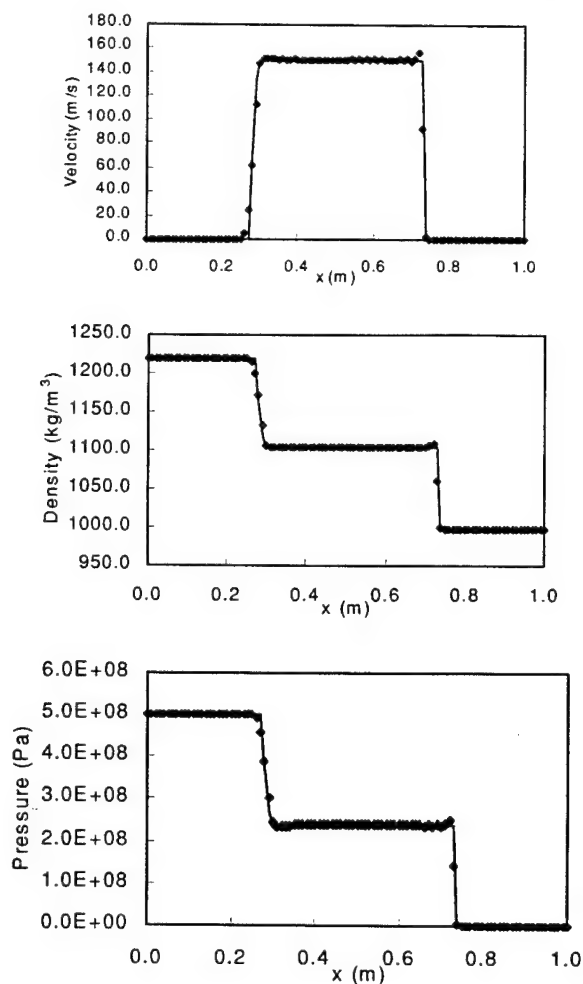 180.0
160.0
140.0
120.0
100.0
80.0
60.0
40.0
20.0
0.0
Velocity (m/s)
0.0 0.2 0.4 0.6 0.8 1.0
x (m)
1250.0
1200.0
1150.0
1100.0
1050.0
1000.0
950.0
Density (kg/m³)
0.0 0.2 0.4 0.6 0.8 1.0
x (m)
6.0E+08
5.0E+08
4.0E+08
3.0E+08
2.0E+08
1.0E+08
0.0E+00
Pressure (Pa)
0.0 0.2 0.4 0.6 0.8 1.0
x (m)